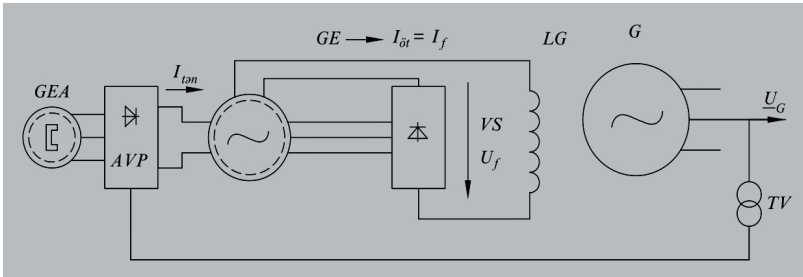 GE → I_öt = I_f
LG
G
GEA
I_tən
U_G
AVP
VS
U_f
TV